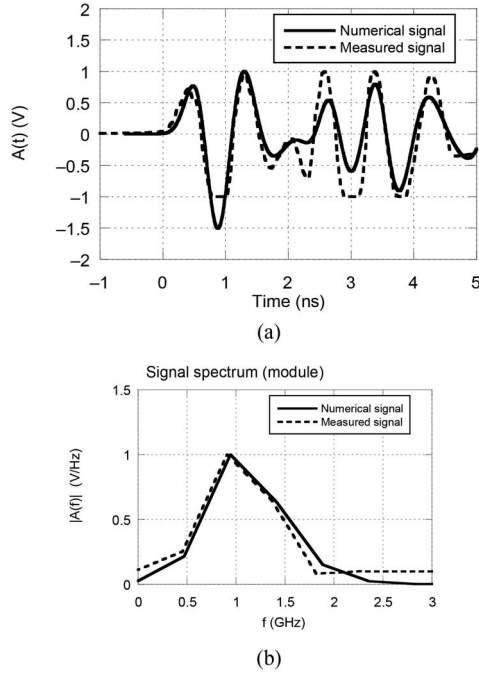 2
1.5
1
0.5
0
−0.5
−1
−1.5
−2
A(t) (V)
Numerical signal
Measured signal
−1 0 1 2 3 4 5
Time (ns)
(a)
Signal spectrum (module)
1.5
1
0.5
0
|A(f)| (V/Hz)
Numerical signal
Measured signal
0 0.5 1 1.5 2 2.5 3
f (GHz)
(b)